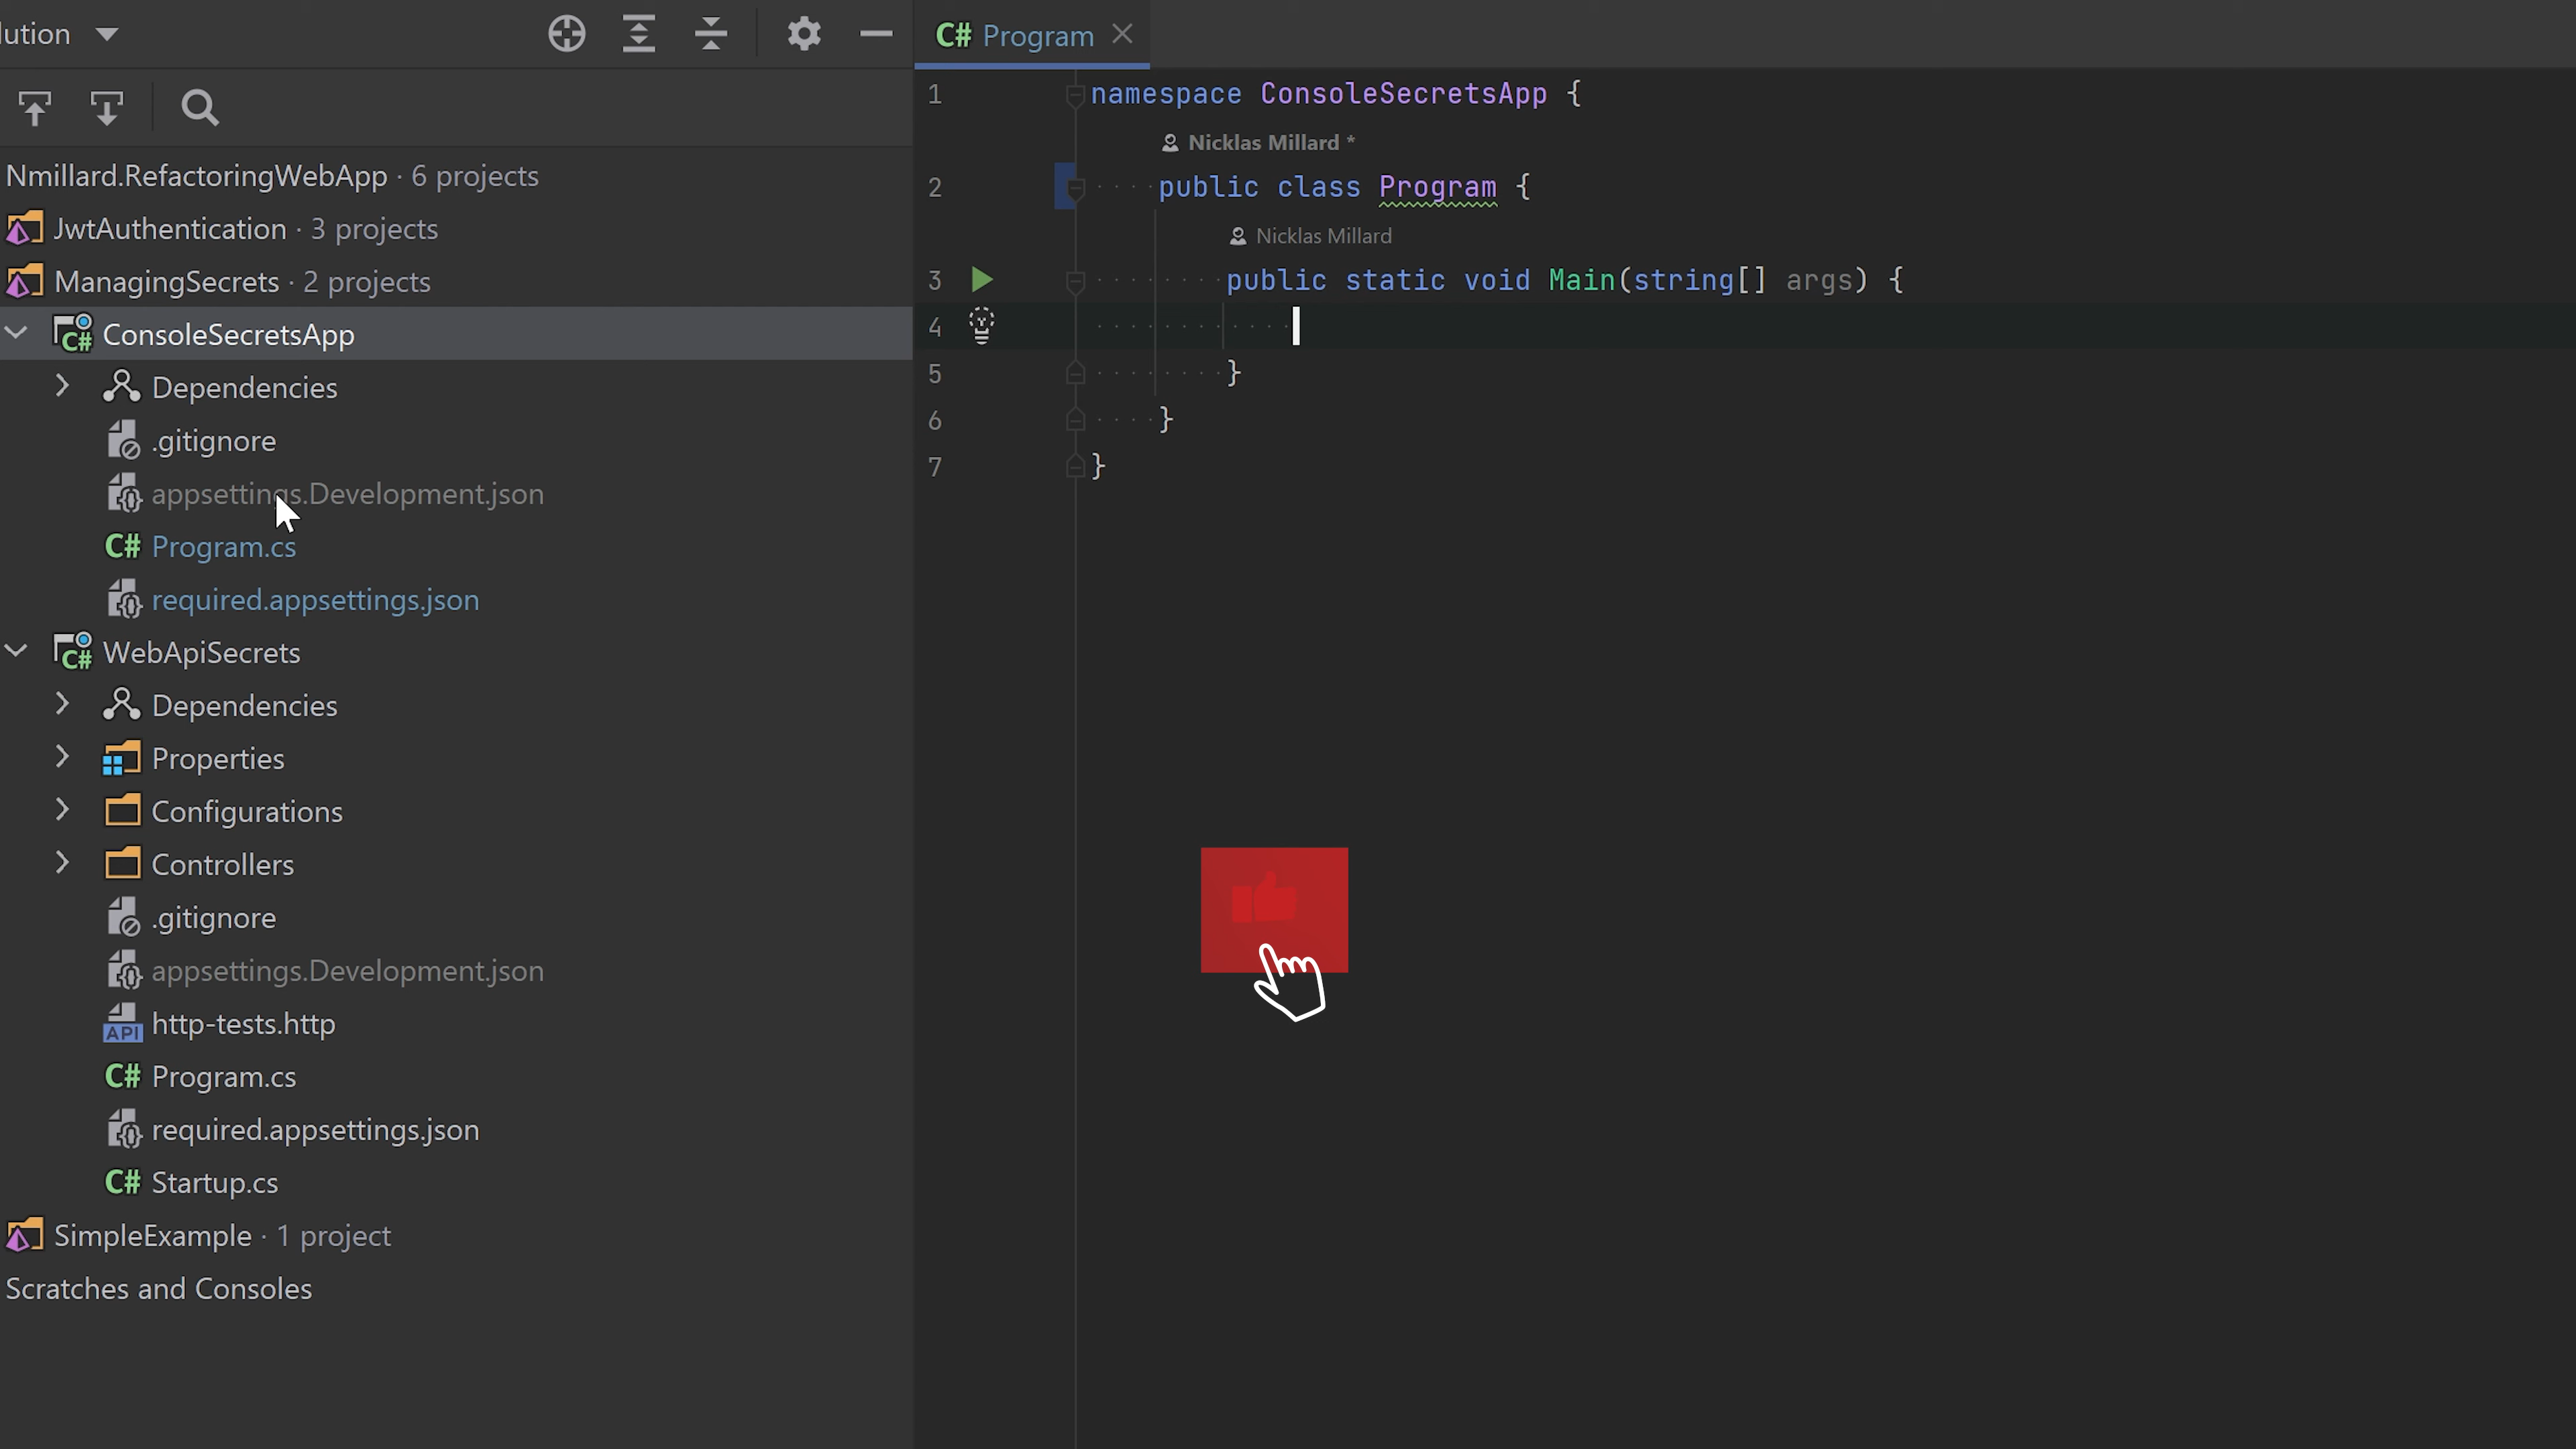 lution
Nmillard.RefactoringWebApp · 6 projects
JwtAuthentication · 3 projects
ManagingSecrets · 2 projects
C# ConsoleSecretsApp
Dependencies
.gitignore
appsettings.Development.json
C# Program.cs
required.appsettings.json
C# WebApiSecrets
Dependencies
Properties
Configurations
Controllers
.gitignore
appsettings.Development.json
API http-tests.http
C# Program.cs
required.appsettings.json
C# Startup.cs
SimpleExample · 1 project
Scratches and Consoles
C# Program
1 namespace ConsoleSecretsApp {
Nicklas Millard *
2 public class Program {
Nicklas Millard
3 public static void Main(string[] args) {
4
5 }
6 }
7 }